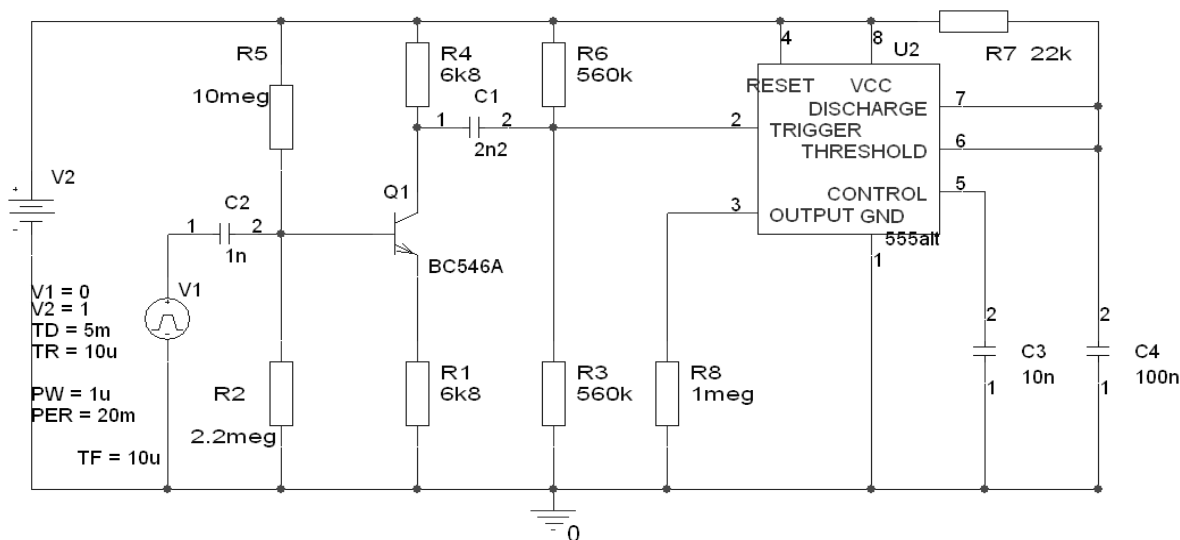 R5
10meg
R4
6k8
R6
560k
4
8
U2
R7 22k
RESET
VCC
DISCHARGE
7
C1
1
2
2n2
2
TRIGGER
THRESHOLD
6
V2
+
-
Q1
CONTROL
5
C2
1
2
1n
3
OUTPUT
GND
555alt
BC546A
1
V1
V1 = 0
V2 = 1
TD = 5m
TR = 10u
PW = 1u
PER = 20m
TF = 10u
R2
2.2meg
R1
6k8
R3
560k
R8
1meg
2
C3
10n
1
2
C4
100n
1
0